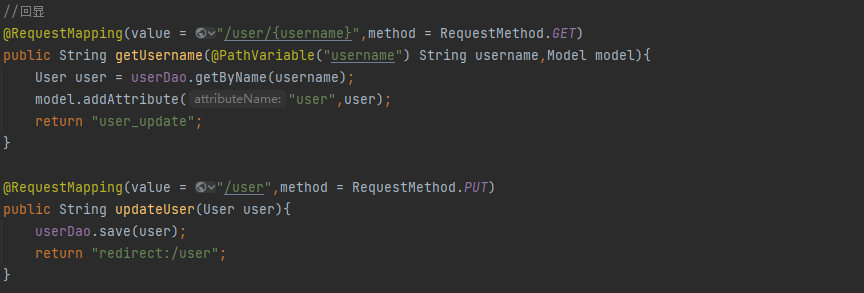 //回显
@RequestMapping(value = "/user/{username}",method = RequestMethod.GET)
public String getUsername(@PathVariable("username") String username,Model model){
User user = userDao.getByName(username);
model.addAttribute( attributeName: "user",user);
return "user_update";
}
@RequestMapping(value = "/user",method = RequestMethod.PUT)
public String updateUser(User user){
userDao.save(user);
return "redirect:/user";
}